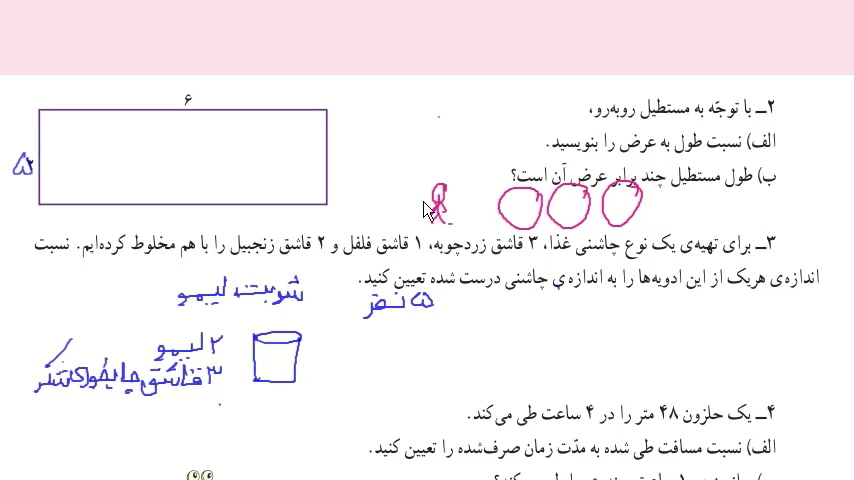 ۶
۲ــ با توجّه به مستطیل روبه‌رو،
الف) نسبت طول به عرض را بنویسید.
۵
ب) طول مستطیل چند برابر عرض آن است؟
۳ــ برای تهیه‌ی یک نوع چاشنی غذا، ۳ قاشق زردچوبه، ۱ قاشق فلفل و ۲ قاشق زنجبیل را با هم مخلوط کرده‌ایم. نسبت
اندازه‌ی هریک از این ادویه‌ها را به اندازه‌ی چاشنی درست شده تعیین کنید.
شربت لیمو
۵ نفر
۲ لیمو
۳ قاشق چایخوری شکر
۴ــ یک حلزون ۴۸ متر را در ۴ ساعت طی می‌کند.
الف) نسبت مسافت طی شده به مدّت زمان صرف‌شده را تعیین کنید.